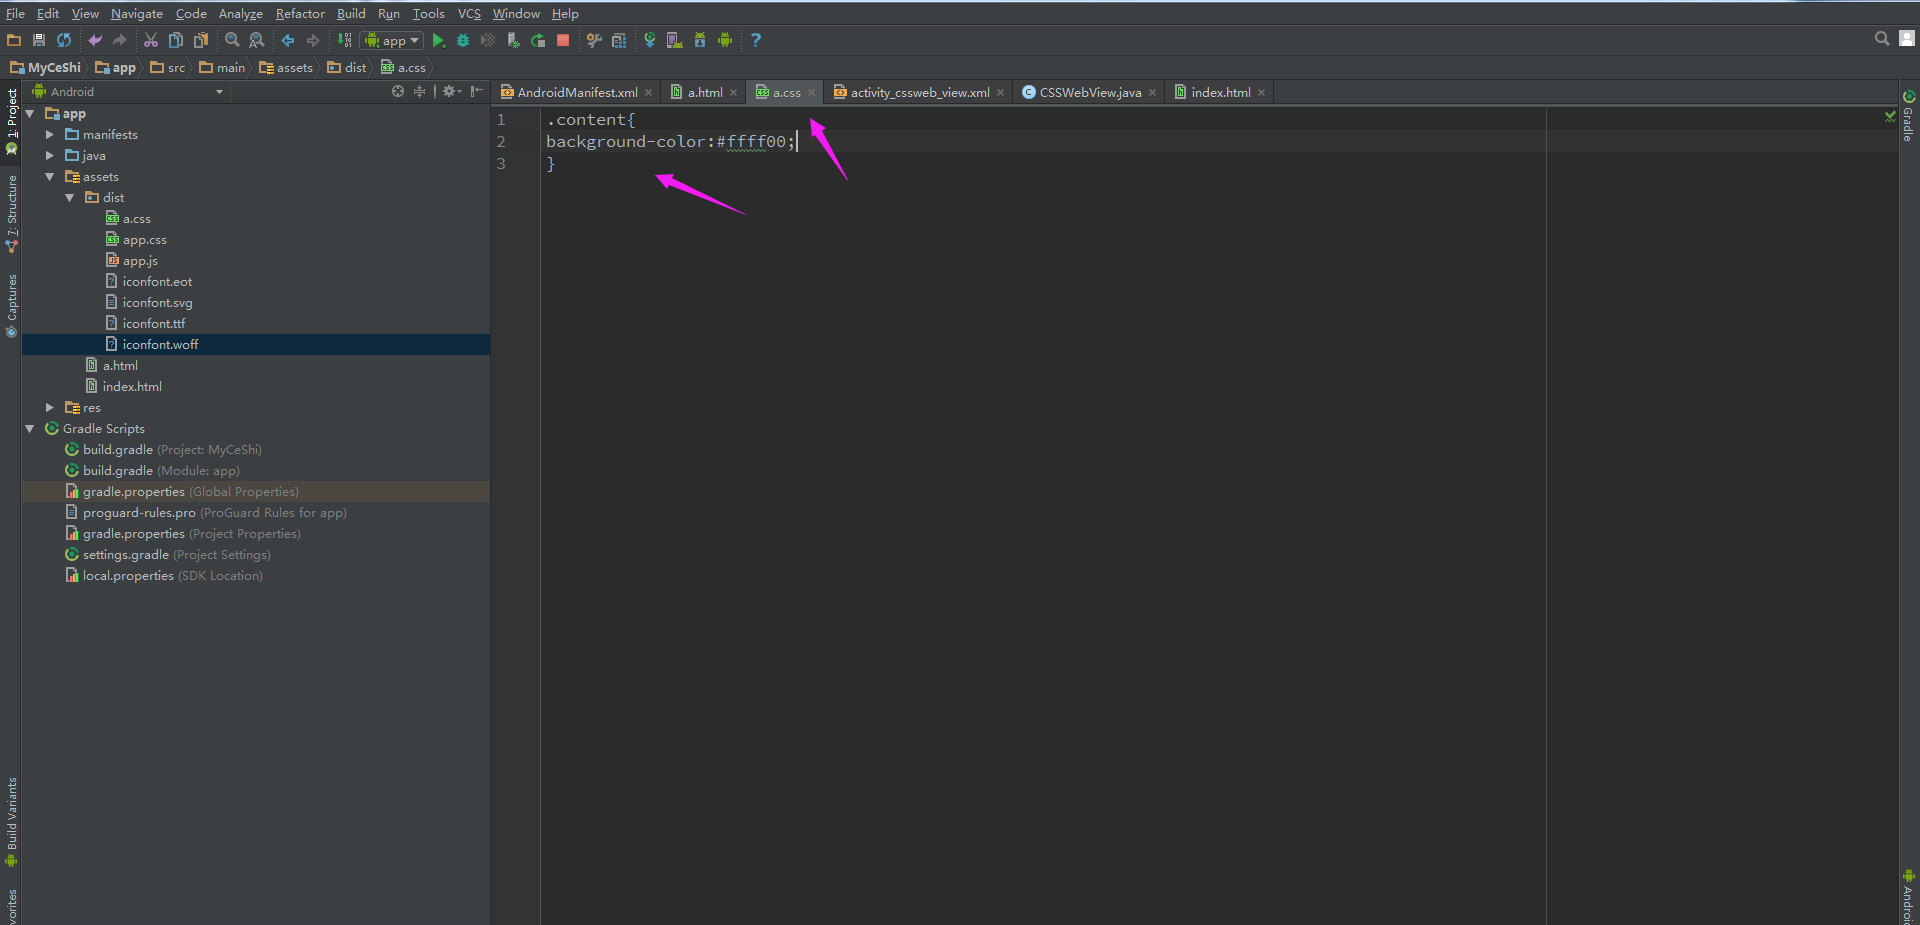 File Edit View Navigate Code Analyze Refactor Build Run Tools VCS Window Help
app
MyCeShi app src main assets dist a.css
Android
AndroidManifest.xml a.html a.css activity_cssweb_view.xml CSSWebView.java index.html
1: Project
7: Structure
Captures
Build Variants
app
manifests
java
assets
dist
a.css
app.css
app.js
iconfont.eot
iconfont.svg
iconfont.ttf
iconfont.woff
a.html
index.html
res
Gradle Scripts
build.gradle (Project: MyCeShi)
build.gradle (Module: app)
gradle.properties (Global Properties)
proguard-rules.pro (ProGuard Rules for app)
gradle.properties (Project Properties)
settings.gradle (Project Settings)
local.properties (SDK Location)
1 .content{
2 background-color:#ffff00;
3 }
Gradle